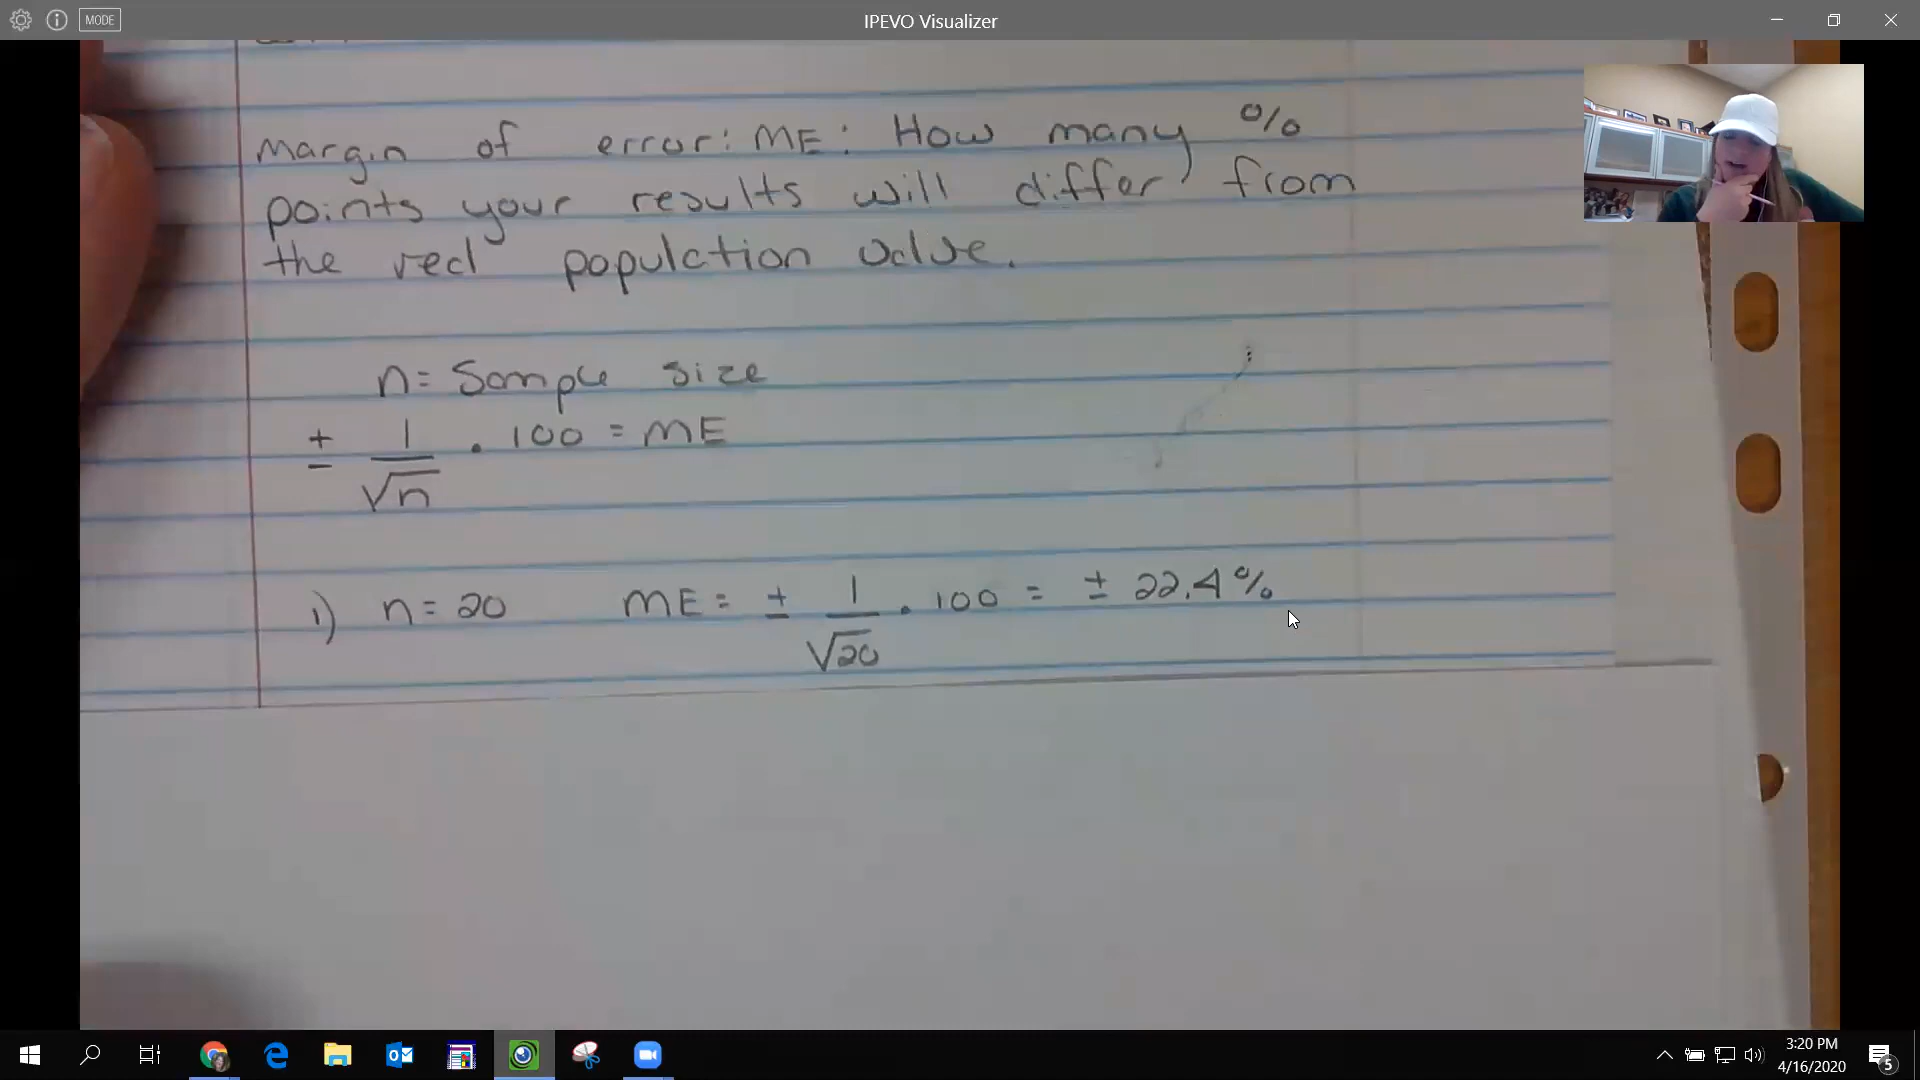 MODE
IPEVO Visualizer
Margin of error: ME: How many %
points your results will differ from
the real population value.
n = Sample size
± 1/√n · 100 = ME
1) n = 20 ME = ± 1/√20 · 100 = ± 22.4%
3:20 PM
4/16/2020
5